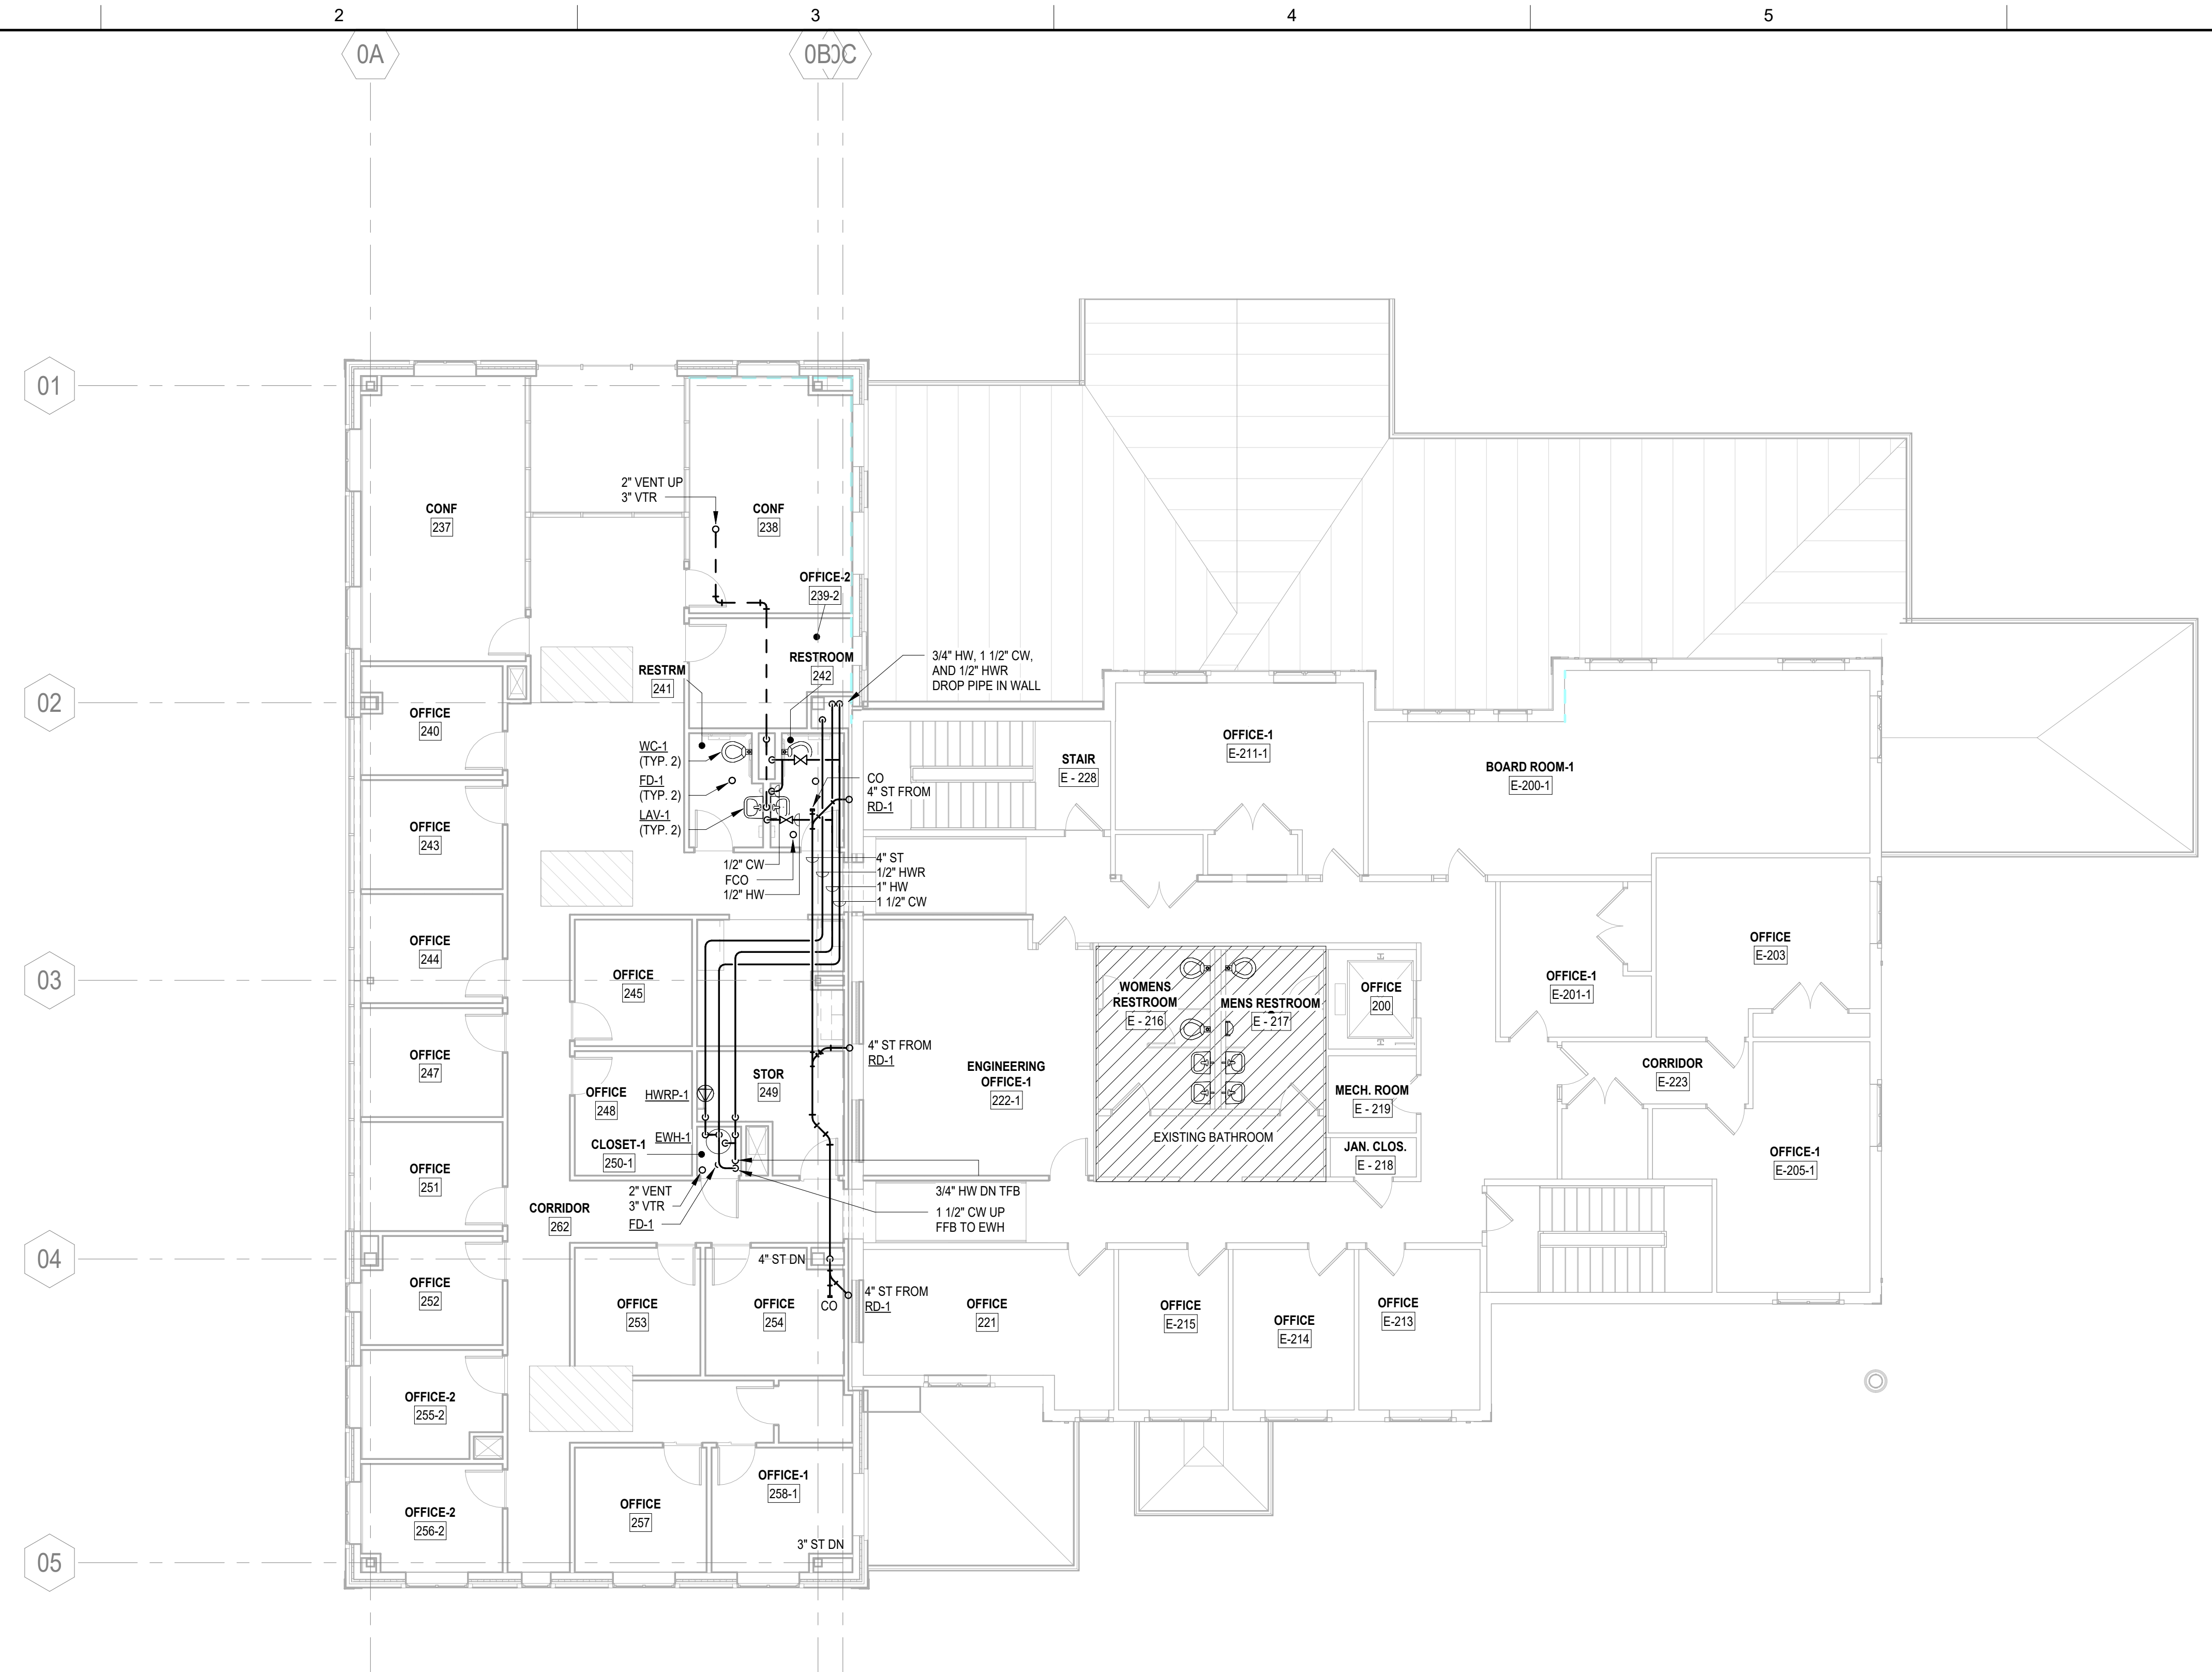 2
3
4
5
0A
0B
0C
01
CONF
237
2" VENT UP
3" VTR
CONF
238
OFFICE-2
239-2
RESTRM
241
RESTROOM
242
3/4" HW, 1 1/2" CW,
AND 1/2" HWR
DROP PIPE IN WALL
02
OFFICE
240
WC-1
(TYP. 2)
FD-1
(TYP. 2)
LAV-1
(TYP. 2)
CO
4" ST FROM
RD-1
STAIR
E - 228
OFFICE-1
E-211-1
BOARD ROOM-1
E-200-1
OFFICE
243
1/2" CW
FCO
1/2" HW
4" ST
1/2" HWR
1" HW
1 1/2" CW
OFFICE
244
03
OFFICE
245
WOMENS
RESTROOM
E - 216
MENS RESTROOM
E - 217
OFFICE
200
OFFICE-1
E-201-1
OFFICE
E-203
OFFICE
247
4" ST FROM
RD-1
OFFICE
248
HWRP-1
STOR
249
ENGINEERING
OFFICE-1
222-1
MECH. ROOM
E - 219
CORRIDOR
E-223
EWH-1
CLOSET-1
250-1
EXISTING BATHROOM
JAN. CLOS.
E - 218
OFFICE-1
E-205-1
OFFICE
251
2" VENT
3" VTR
FD-1
3/4" HW DN TFB
1 1/2" CW UP
FFB TO EWH
CORRIDOR
262
04
OFFICE
252
4" ST DN
OFFICE
253
OFFICE
254
CO
4" ST FROM
RD-1
OFFICE
221
OFFICE
E-215
OFFICE
E-214
OFFICE
E-213
OFFICE-2
255-2
OFFICE-2
256-2
OFFICE
257
OFFICE-1
258-1
3" ST DN
05